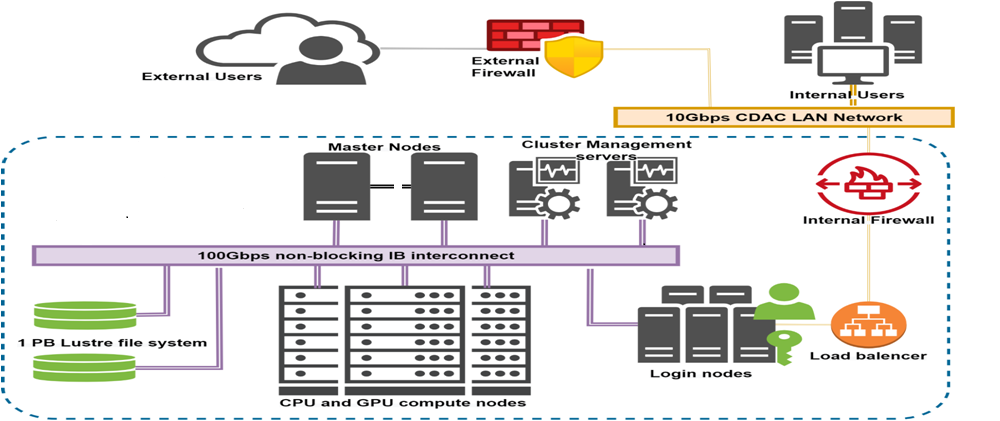 External Users
External
Firewall
Internal Users
10Gbps CDAC LAN Network
Master Nodes
Cluster Management
servers
Internal Firewall
100Gbps non-blocking IB interconnect
1 PB Lustre file system
Load balencer
Login nodes
CPU and GPU compute nodes